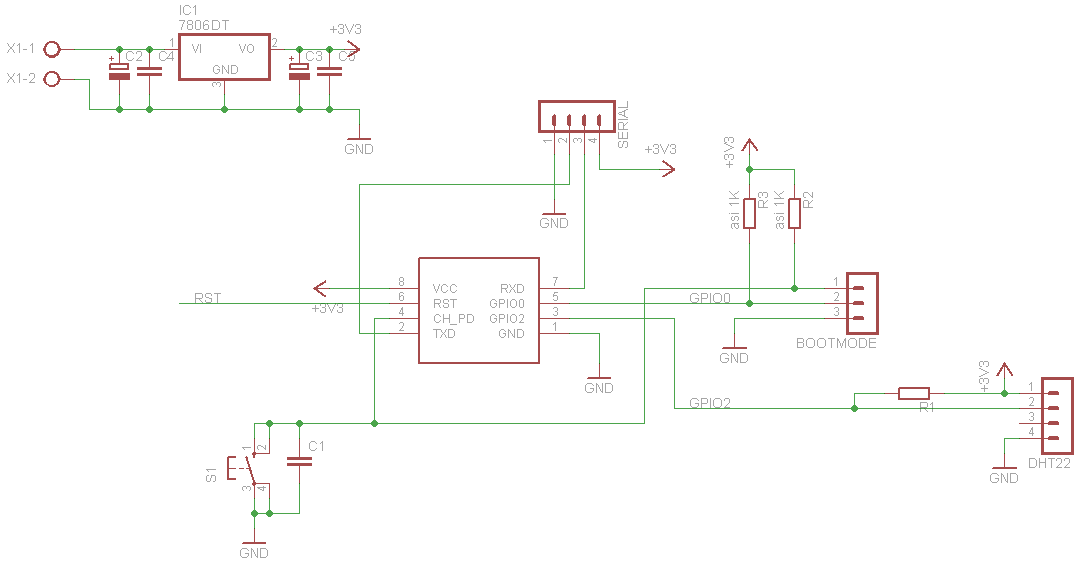 IC1
7806DT
X1-1
X1-2
C2
C4
+
1
VI
VO
2
GND
3
+
C3
+3V3
GND
SERIAL
1
2
3
4
+3V3
GND
+3V3
asi 1K
R3
asi 1K
R2
RST
+3V3
8
6
4
2
VCC
RST
CH_PD
TXD
RXD
GPIO0
GPIO2
GND
7
5
3
1
GND
GPIO0
1
2
3
BOOTMODE
GND
GPIO2
R1
+3V3
1
2
3
4
DHT22
GND
S1
1
2
3
4
C1
GND